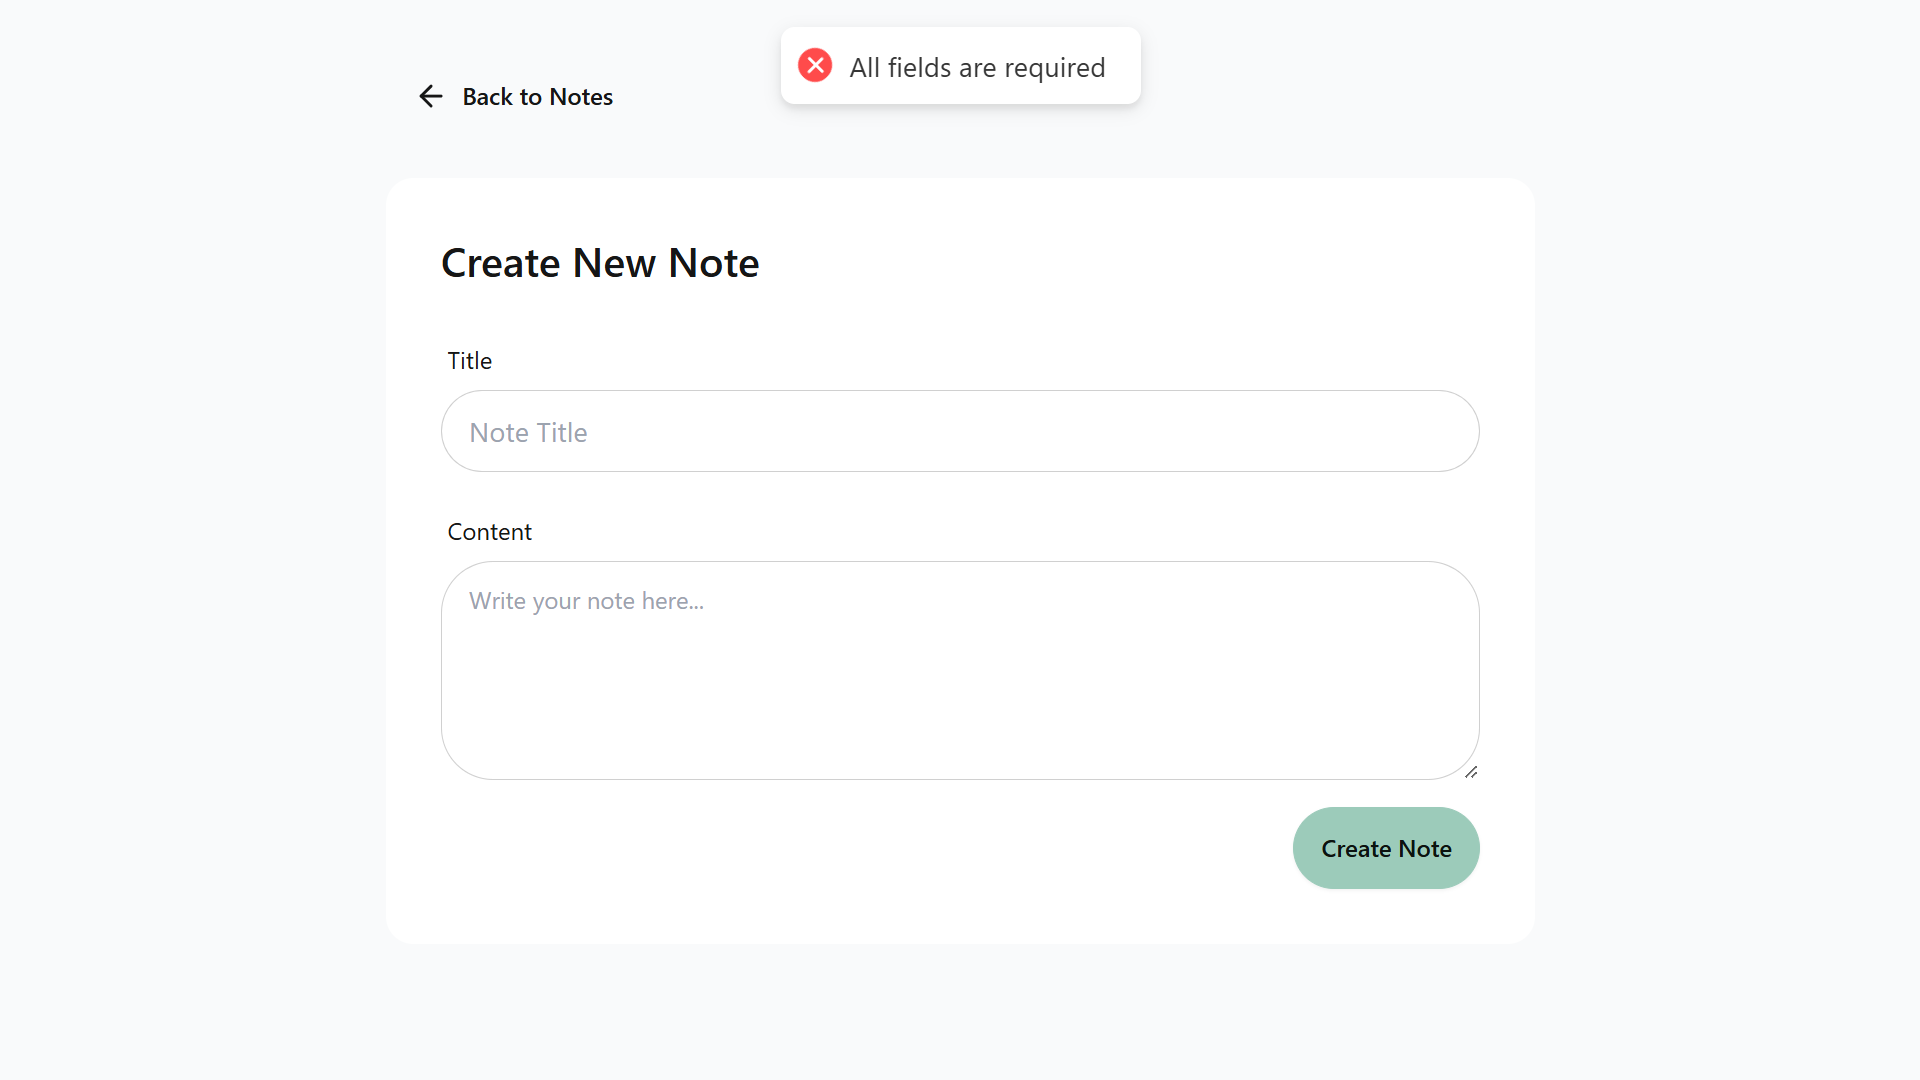 All fields are required
Back to Notes
Create New Note
Title
Note Title
Content
Write your note here...
Create Note